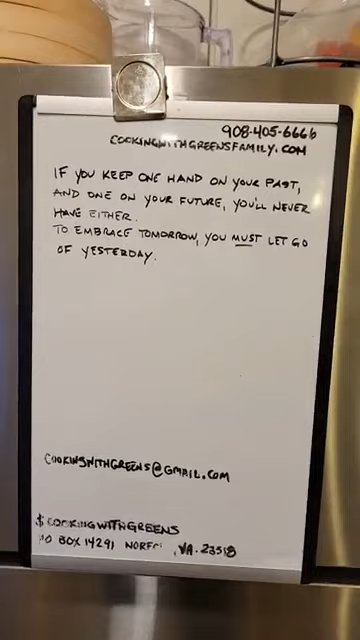 908-405-6666
COOKINGWITHGREENSFAMILY.COM
IF YOU KEEP ONE HAND ON YOUR PAST,
AND ONE ON YOUR FUTURE, YOU'LL NEVER
HAVE EITHER.
TO EMBRACE TOMORROW, YOU MUST LET GO
OF YESTERDAY.
COOKINGWITHGREENS@GMAIL.COM
$COOKINGWITHGREENS
BOX 14291 , VA. 23518